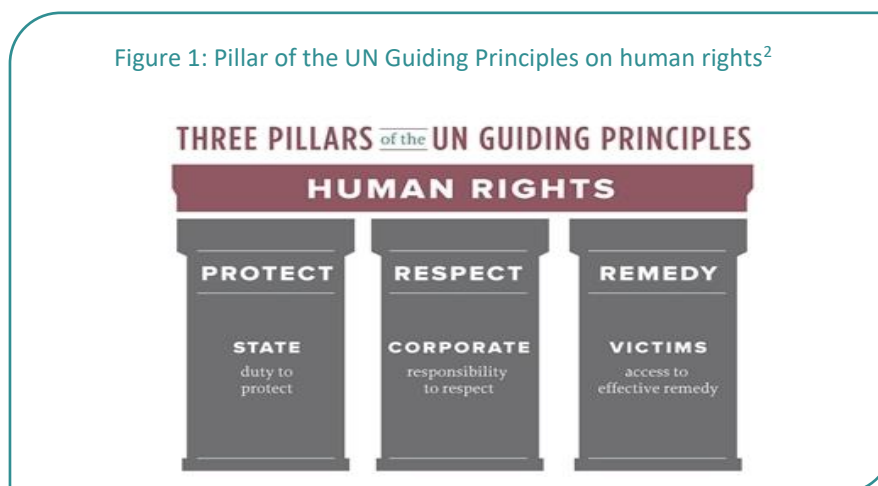 Figure 1: Pillar of the UN Guiding Principles on human rights²
THREE PILLARS of the UN GUIDING PRINCIPLES
HUMAN RIGHTS
PROTECT
STATE
duty to
protect
RESPECT
CORPORATE
responsibility
to respect
REMEDY
VICTIMS
access to
effective remedy